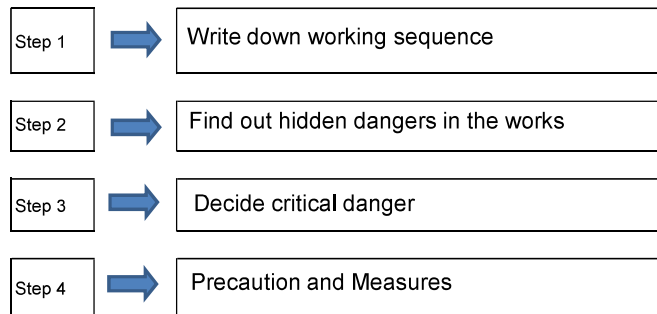 Step 1
Write down working sequence
Step 2
Find out hidden dangers in the works
Step 3
Decide critical danger
Step 4
Precaution and Measures